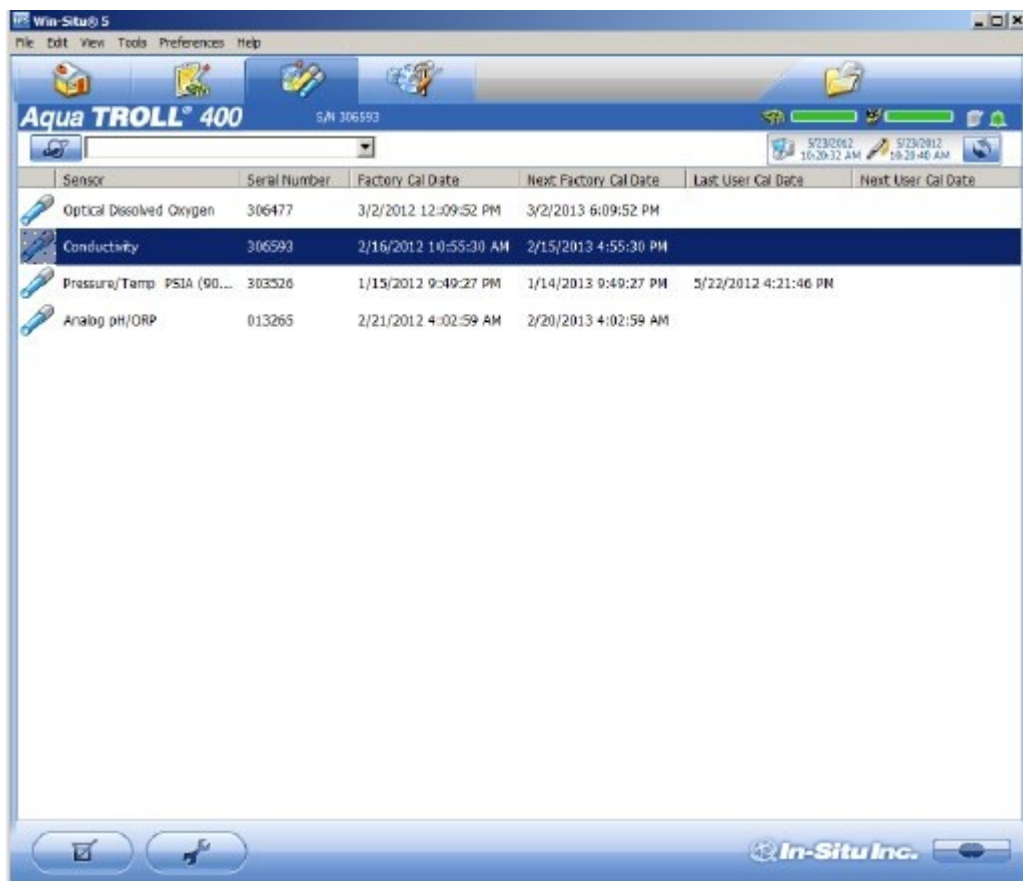 Win-Situ® 5
File Edit View Tools Preferences Help
Aqua TROLL® 400 S/N 306593
5/23/2012 5/23/2012
10:20:32 AM 10:20:40 AM
Sensor Serial Number Factory Cal Date Next Factory Cal Date Last User Cal Date Next User Cal Date
Optical Dissolved Oxygen 306477 3/2/2012 12:09:52 PM 3/2/2013 6:09:52 PM
Conductivity 306593 2/16/2012 10:55:30 AM 2/15/2013 4:55:30 PM
Pressure/Temp PSIA (90... 303526 1/15/2012 9:49:27 PM 1/14/2013 9:49:27 PM 5/22/2012 4:21:46 PM
Analog pH/ORP 013265 2/21/2012 4:02:59 AM 2/20/2013 4:02:59 AM
In-Situ Inc.